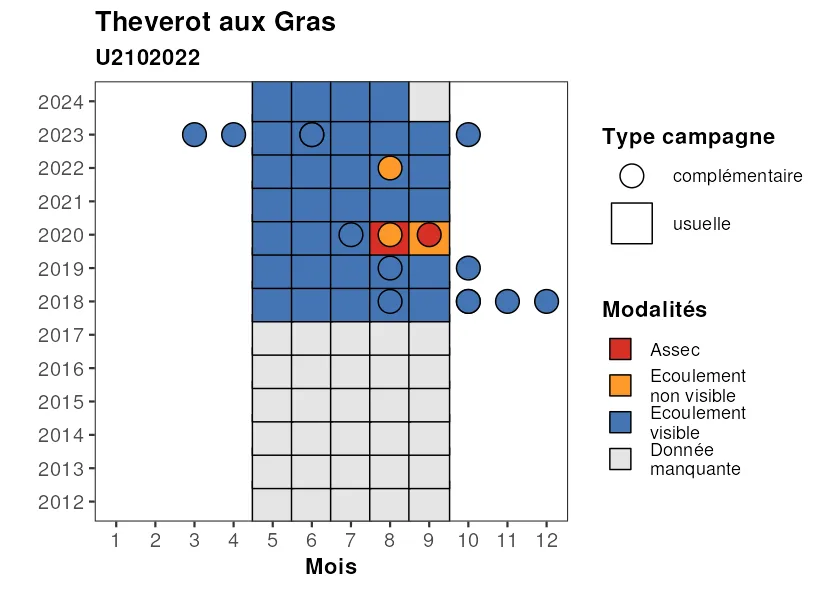 Theverot aux Gras
U2102022
2024
2023
2022
2021
2020
2019
2018
2017
2016
2015
2014
2013
2012
1 2 3 4 5 6 7 8 9 10 11 12
Mois
Type campagne
complémentaire
usuelle
Modalités
Assec
Ecoulement
non visible
Ecoulement
visible
Donnée
manquante